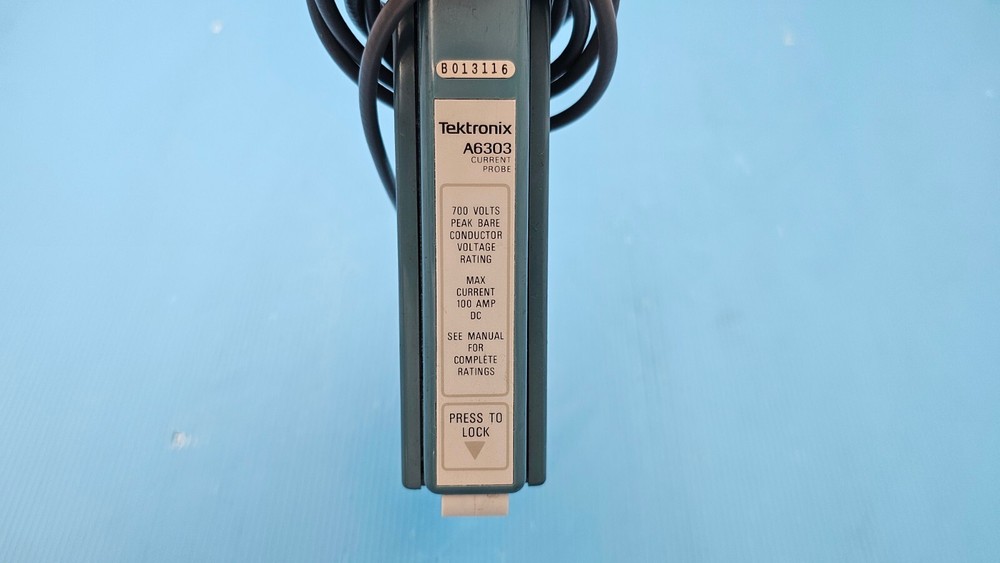 B013116
Tektronix
A6303
CURRENT
PROBE
700 VOLTS
PEAK BARE
CONDUCTOR
VOLTAGE
RATING
MAX
CURRENT
100 AMP
DC
SEE MANUAL
FOR
COMPLETE
RATINGS
PRESS TO
LOCK